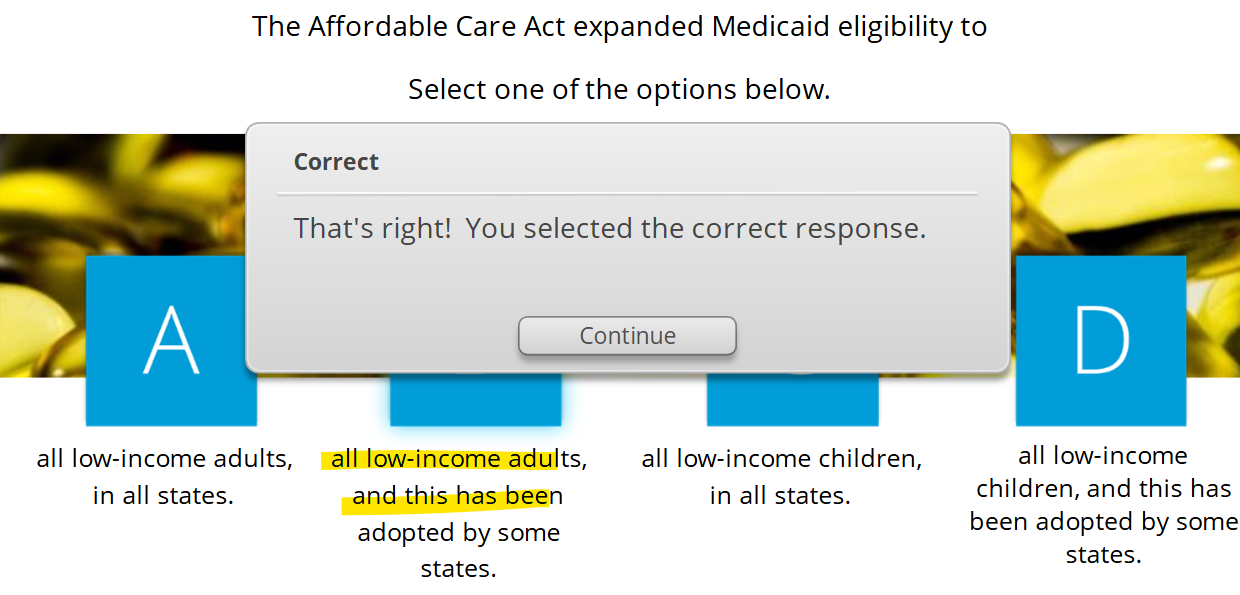 The Affordable Care Act expanded Medicaid eligibility to
Select one of the options below.
Correct
That's right!  You selected the correct response.
Continue
A
D
all low-income adults,
in all states.
all low-income adults,
and this has been
adopted by some
states.
all low-income children,
in all states.
all low-income
children, and this has
been adopted by some
states.